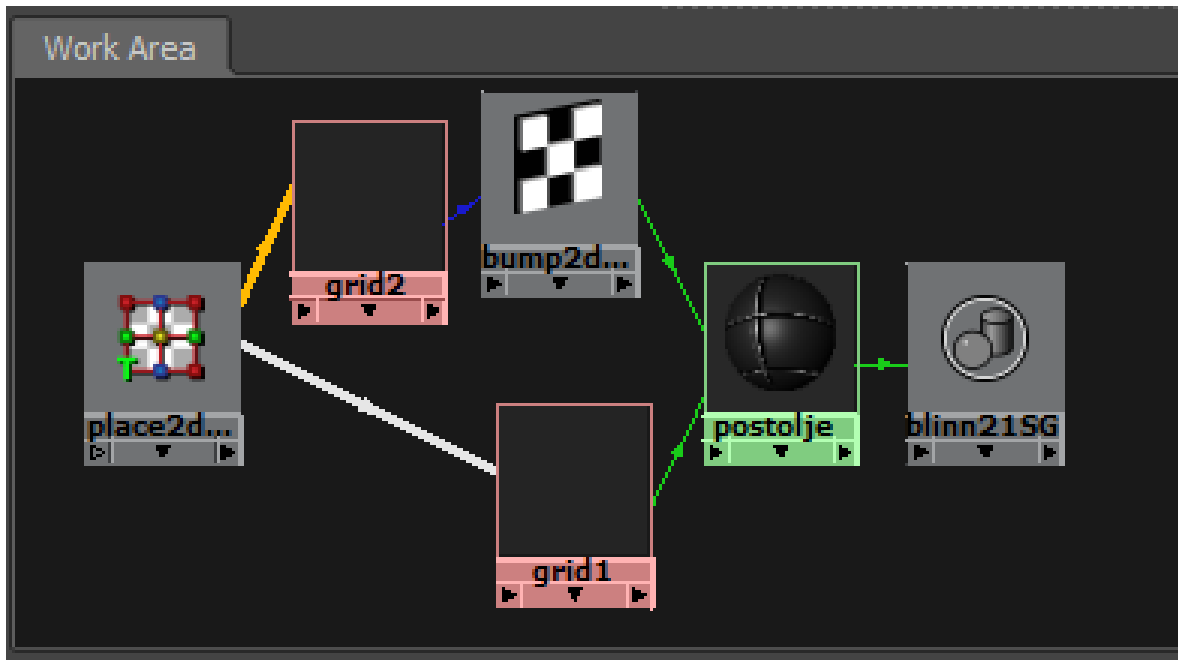 Work Area
grid2
bump2d...
place2d...
T
postolje
blinn21SG
grid1